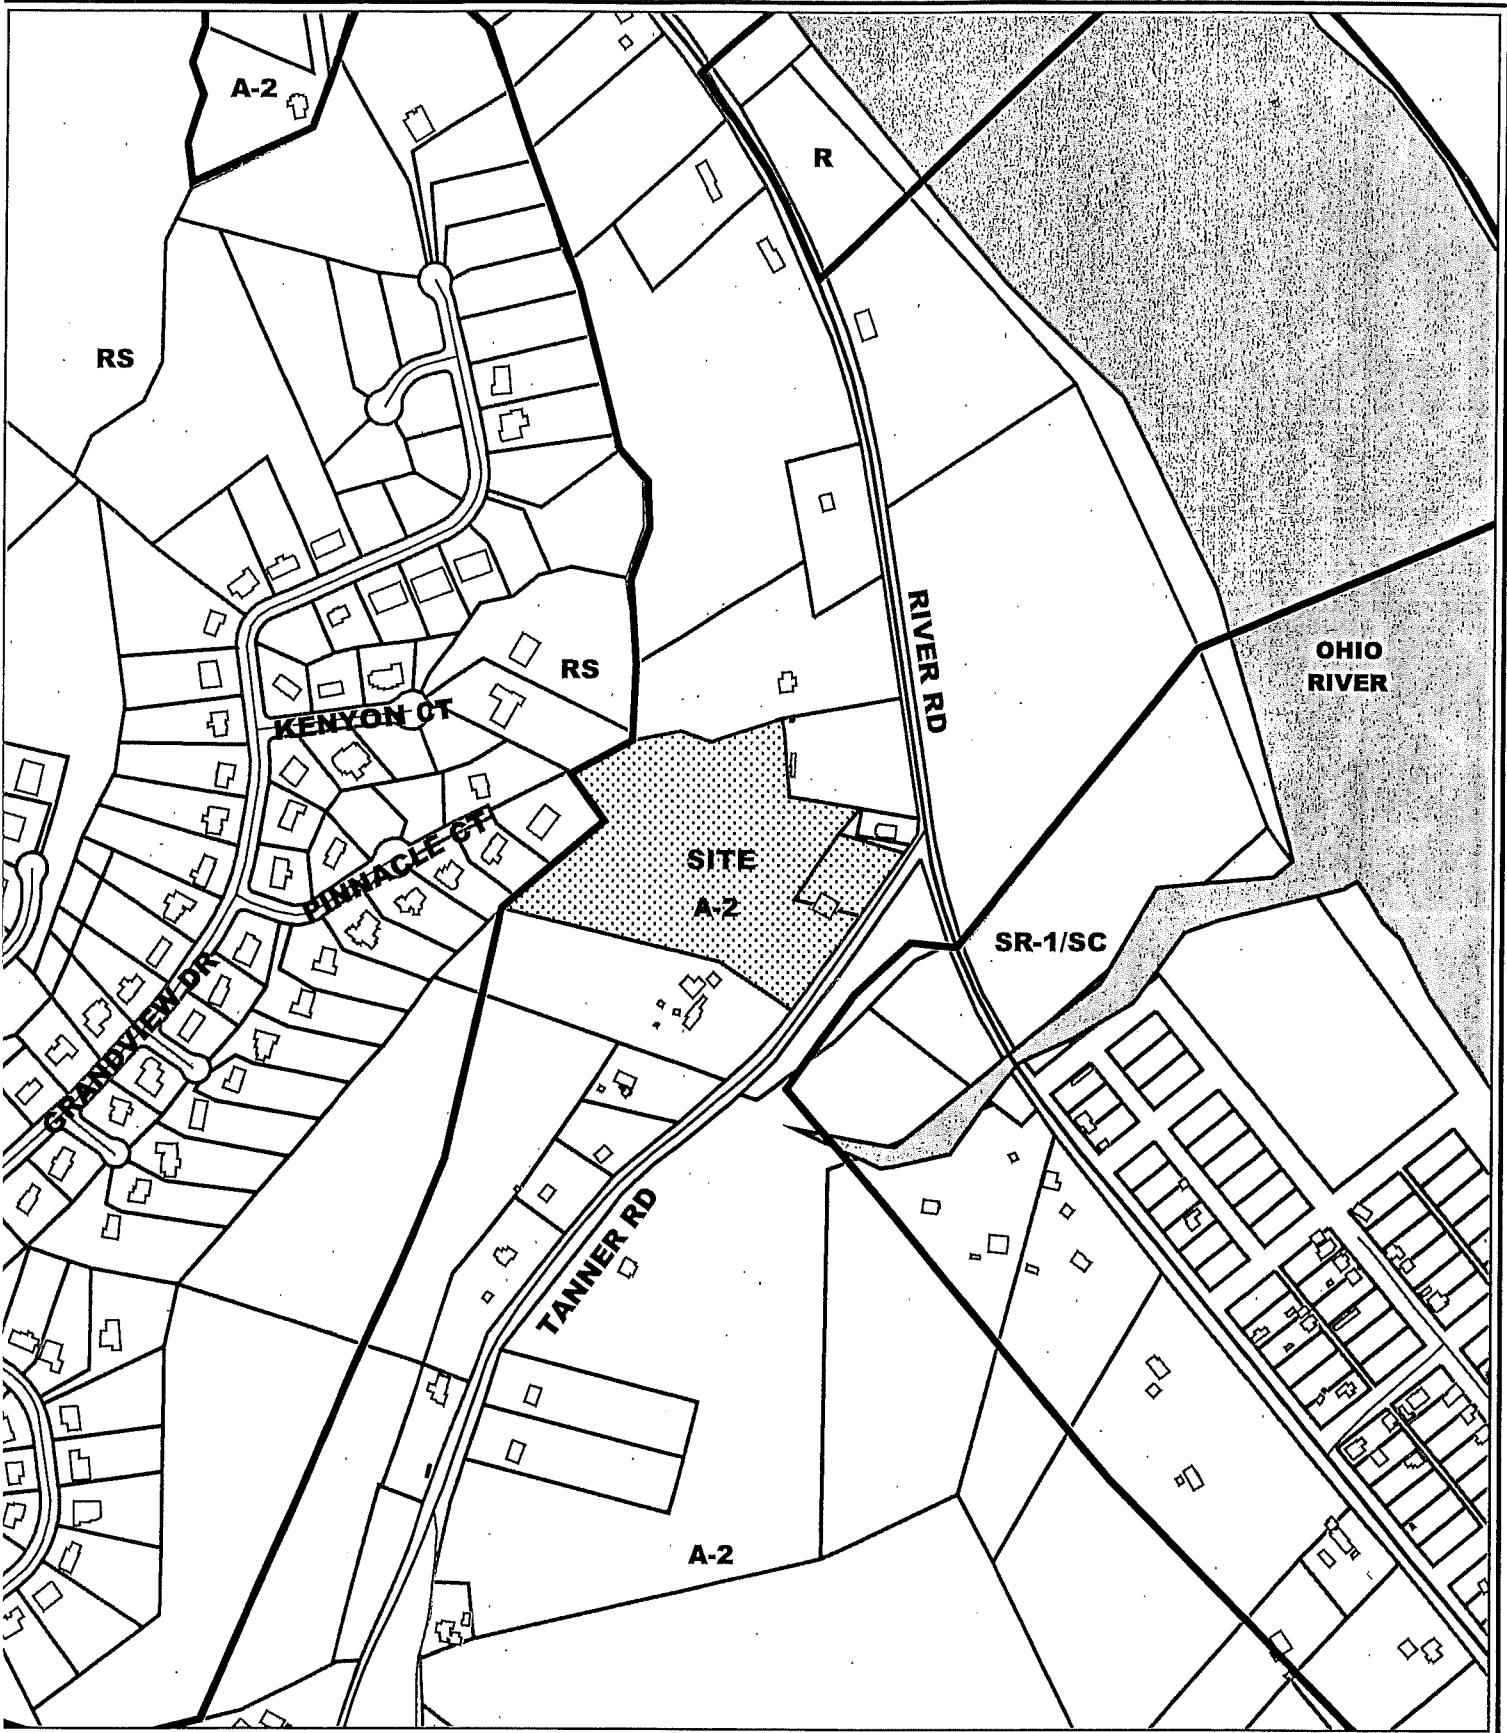 A-2
R
RS
RIVER RD
OHIO
RIVER
RS
KENYON CT
PINNACLE CT
SITE
A-2
SR-1/SC
GRANDVIEW DR
TANNER RD
A-2